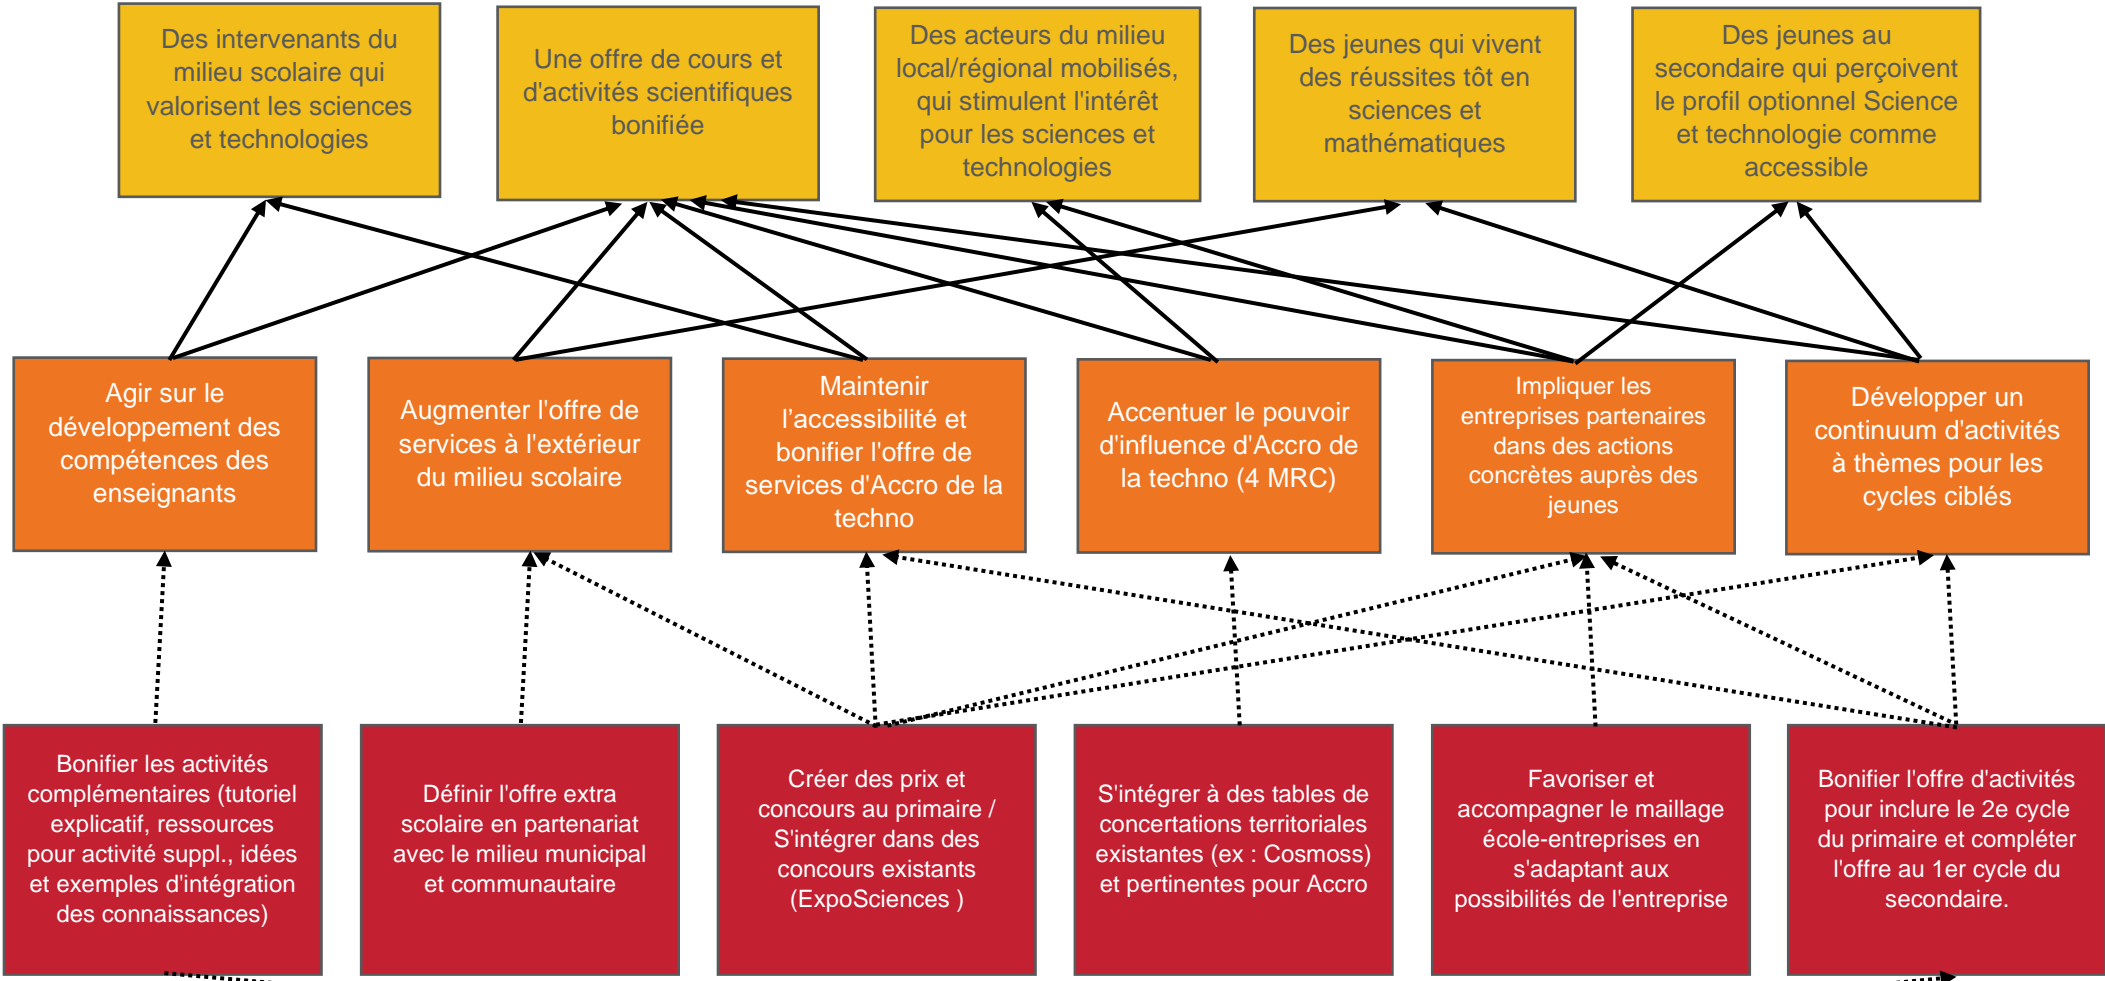 Des intervenants du
milieu scolaire qui
valorisent les sciences
et technologies
Une offre de cours et
d'activités scientifiques
bonifiée
Des acteurs du milieu
local/régional mobilisés,
qui stimulent l'intérêt
pour les sciences et
technologies
Des jeunes qui vivent
des réussites tôt en
sciences et
mathématiques
Des jeunes au
secondaire qui perçoivent
le profil optionnel Science
et technologie comme
accessible
Agir sur le
développement des
compétences des
enseignants
Augmenter l'offre de
services à l'extérieur
du milieu scolaire
Maintenir
l’accessibilité et
bonifier l'offre de
services d'Accro de la
techno
Accentuer le pouvoir
d'influence d'Accro de
la techno (4 MRC)
Impliquer les
entreprises partenaires
dans des actions
concrètes auprès des
jeunes
Développer un
continuum d'activités
à thèmes pour les
cycles ciblés
Bonifier les activités
complémentaires (tutoriel
explicatif, ressources
pour activité suppl., idées
et exemples d'intégration
des connaissances)
Définir l'offre extra
scolaire en partenariat
avec le milieu municipal
et communautaire
Créer des prix et
concours au primaire /
S'intégrer dans des
concours existants
(ExpoSciences )
S'intégrer à des tables de
concertations territoriales
existantes (ex : Cosmoss)
et pertinentes pour Accro
Favoriser et
accompagner le maillage
école-entreprises en
s'adaptant aux
possibilités de l'entreprise
Bonifier l'offre d'activités
pour inclure le 2e cycle
du primaire et compléter
l'offre au 1er cycle du
secondaire.